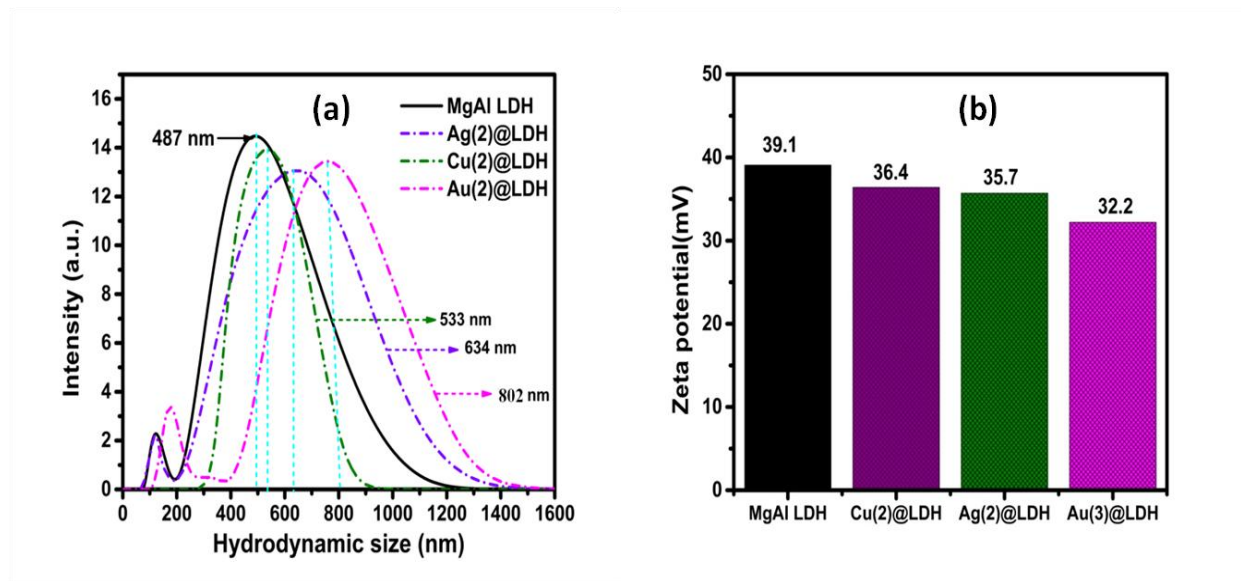 (a)
MgAl LDH
Ag(2)@LDH
Cu(2)@LDH
Au(2)@LDH
487 nm
533 nm
634 nm
802 nm
16
14
12
10
8
6
4
2
0
Intensity (a.u.)
0 200 400 600 800 1000 1200 1400 1600
Hydrodynamic size (nm)
(b)
50
40
30
20
10
0
Zeta potential(mV)
39.1
36.4
35.7
32.2
MgAl LDH Cu(2)@LDH Ag(2)@LDH Au(3)@LDH